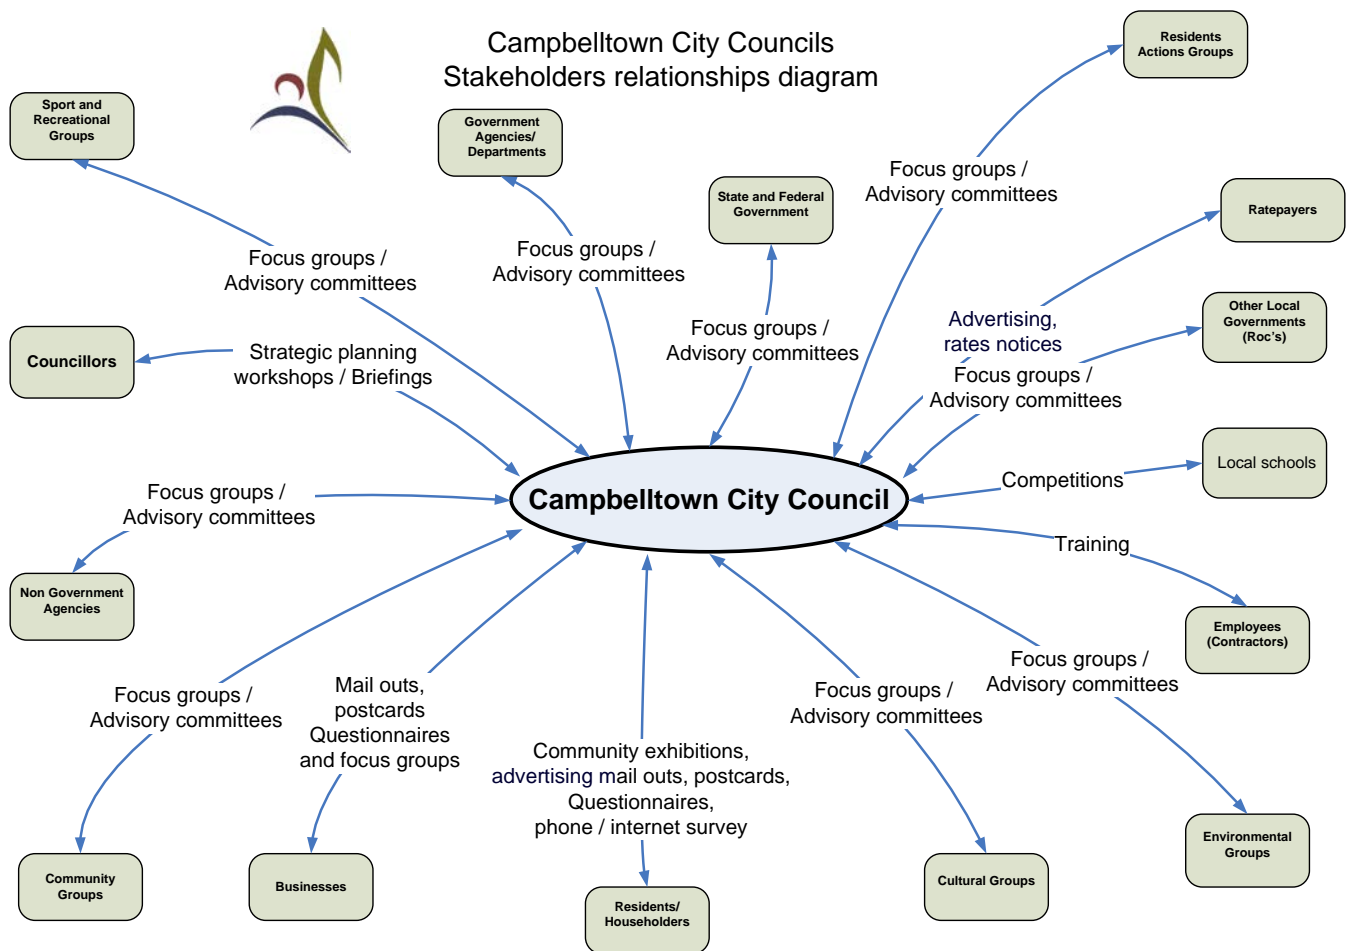 Campbelltown City Councils
Stakeholders relationships diagram
Residents
Actions Groups
Sport and
Recreational
Groups
Government
Agencies/
Departments
State and Federal
Government
Ratepayers
Focus groups /
Advisory committees
Focus groups /
Advisory committees
Focus groups /
Advisory committees
Focus groups /
Advisory committees
Advertising,
rates notices
Other Local
Governments
(Roc's)
Councillors
Strategic planning
workshops / Briefings
Focus groups /
Advisory committees
Local schools
Competitions
Campbelltown City Council
Focus groups /
Advisory committees
Training
Non Government
Agencies
Employees
(Contractors)
Focus groups /
Advisory committees
Mail outs,
postcards
Questionnaires
and focus groups
Community exhibitions,
advertising mail outs, postcards,
Questionnaires,
phone / internet survey
Focus groups /
Advisory committees
Focus groups /
Advisory committees
Community
Groups
Businesses
Residents/
Householders
Cultural Groups
Environmental
Groups